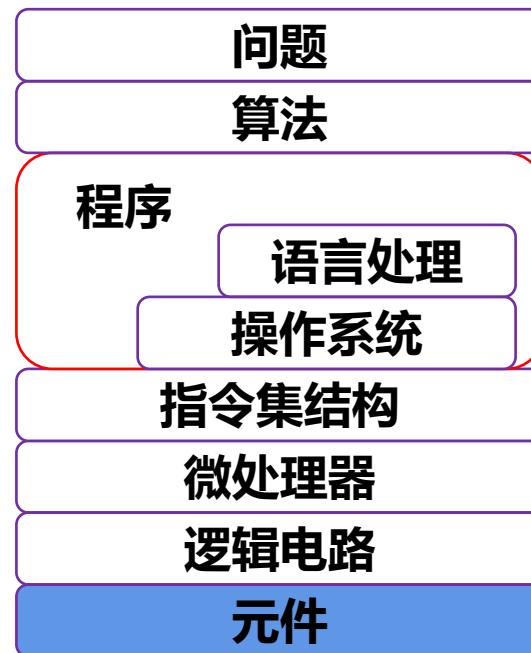 问题
算法
程序
语言处理
操作系统
指令集结构
微处理器
逻辑电路
元件